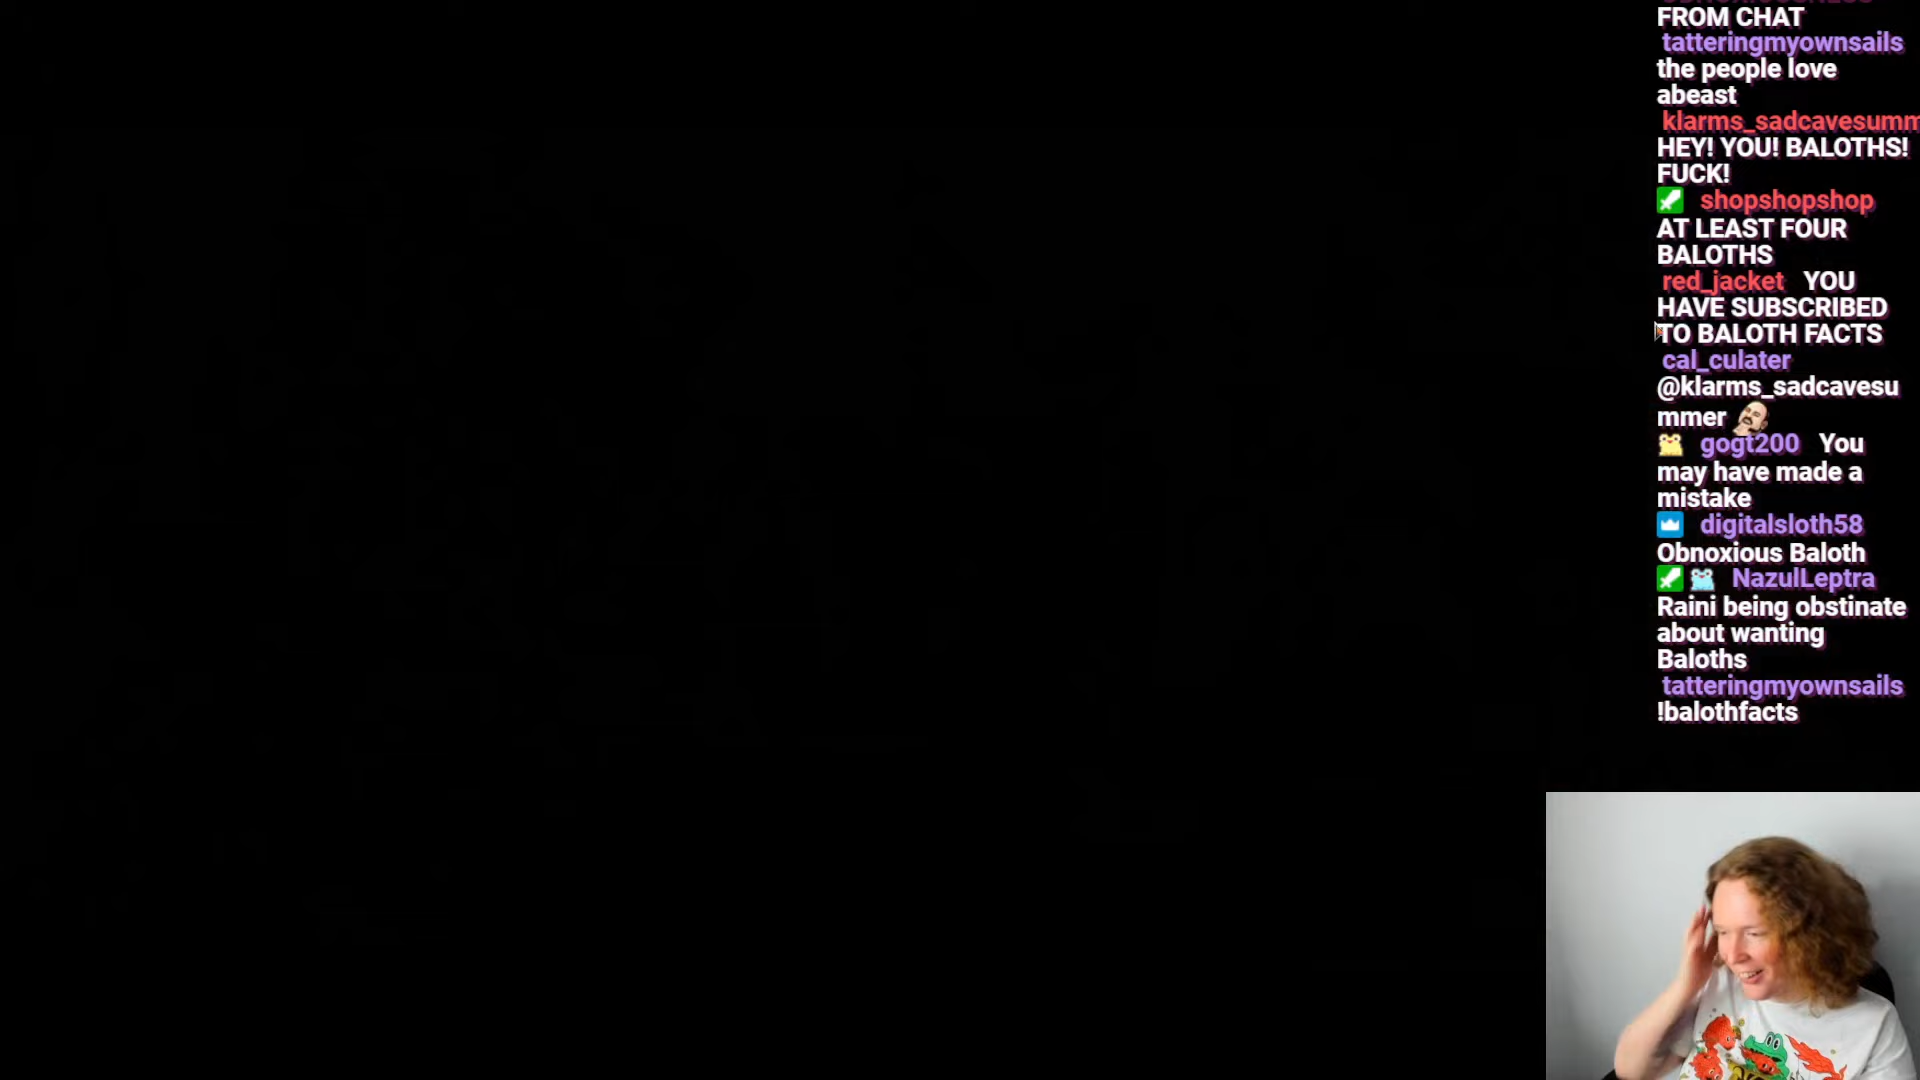 FROM CHAT
tatteringmyownsails
the people love
abeast
klarms_sadcavesumm
HEY! YOU! BALOTHS!
FUCK!
shopshopshop
AT LEAST FOUR
BALOTHS
red_jacket YOU
HAVE SUBSCRIBED
TO BALOTH FACTS
cal_culater
@klarms_sadcavesu
mmer
gogt200 You
may have made a
mistake
digitalsloth58
Obnoxious Baloth
NazulLeptra
Raini being obstinate
about wanting
Baloths
tatteringmyownsails
!balothfacts